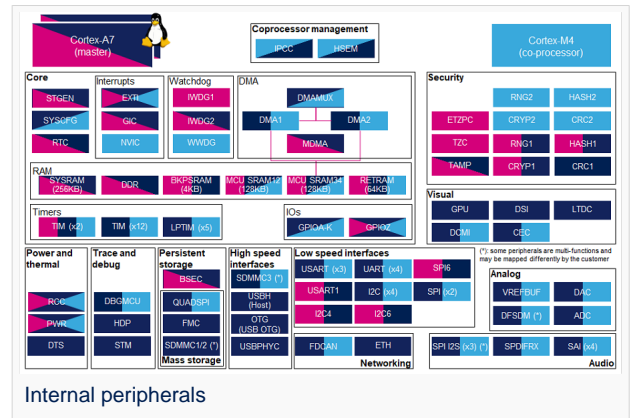 Cortex-A7
(master)
Coprocessor management
IPCC
HSEM
Cortex-M4
(co-processor)
Core
STGEN
SYSCFG
RTC
Interrupts
EXTI
GIC
NVIC
Watchdog
IWDG1
IWDG2
WWDG
DMA
DMAMUX
DMA1
DMA2
MDMA
Security
RNG2
HASH2
ETZPC
CRYP2
CRC2
TZC
RNG1
HASH1
TAMP
CRYP1
CRC1
RAM
SYSRAM
(256KB)
DDR
BKPSRAM
(4KB)
MCU SRAM12
(128KB)
MCU SRAM34
(128KB)
RETRAM
(64KB)
Timers
TIM (x2)
TIM (x12)
LPTIM (x5)
IOs
GPIOA-K
GPIOZ
Visual
GPU
DSI
LTDC
DCMI
CEC
(*): some peripherals are multi-functions and
may be mapped differently by the customer
Power and
thermal
RCC
PWR
DTS
Trace and
debug
DBGMCU
HDP
STM
Persistent
storage
BSEC
QUADSPI
FMC
SDMMC1/2 (*)
Mass storage
High speed
interfaces
SDMMC3 (*)
USBH
(Host)
OTG
(USB OTG)
USBPHYC
Low speed interfaces
USART (x3)
UART (x4)
SPI6
USART1
I2C (x4)
SPI (x2)
I2C4
I2C6
FDCAN
ETH
Networking
Analog
VREFBUF
DAC
DFSDM (*)
ADC
SPI I2S (x3) (*)
SPDIFRX
SAI (x4)
Audio
Internal peripherals